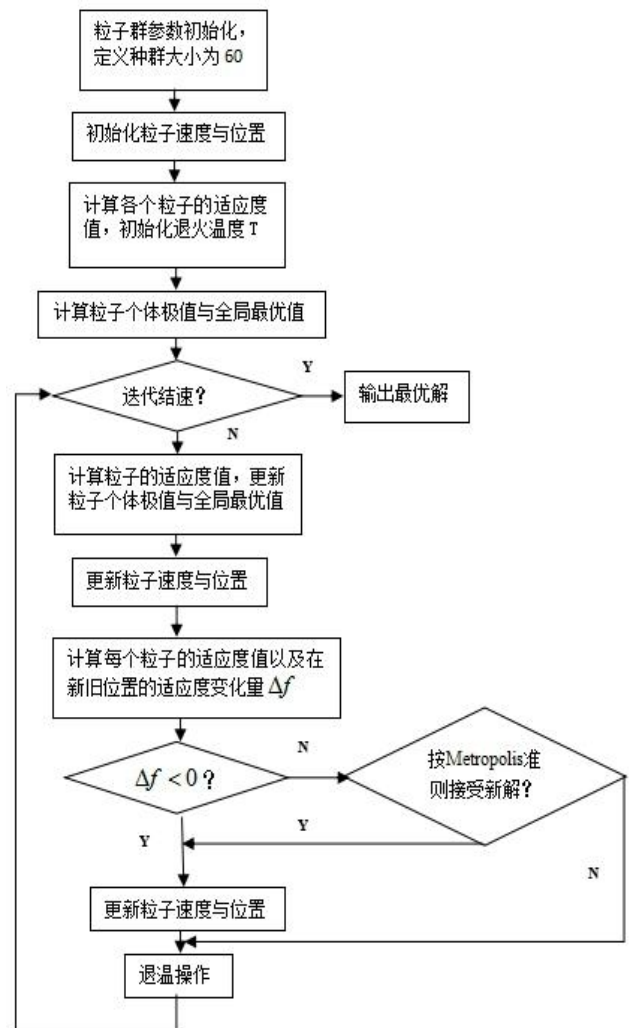 粒子群参数初始化，
定义种群大小为 60
初始化粒子速度与位置
计算各个粒子的适应度
值，初始化退火温度 T
计算粒子个体极值与全局最优值
迭代结速？
Y
输出最优解
N
计算粒子的适应度值，更新
粒子个体极值与全局最优值
更新粒子速度与位置
计算每个粒子的适应度值以及在
新旧位置的适应度变化量 Δf
Δf < 0？
N
按Metropolis准
则接受新解？
Y
Y
N
更新粒子速度与位置
退温操作